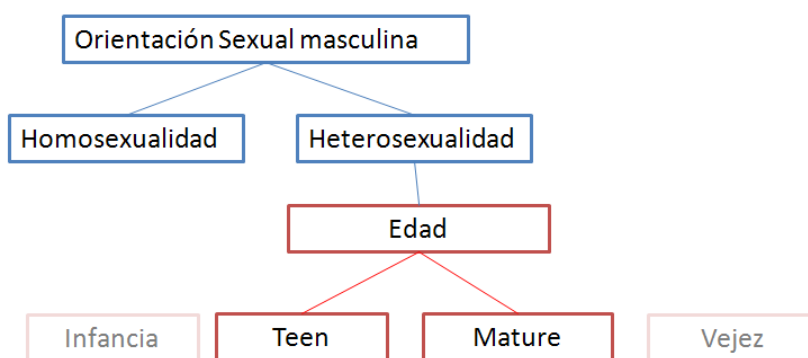 Orientación Sexual masculina
Homosexualidad
Heterosexualidad
Edad
Infancia
Teen
Mature
Vejez